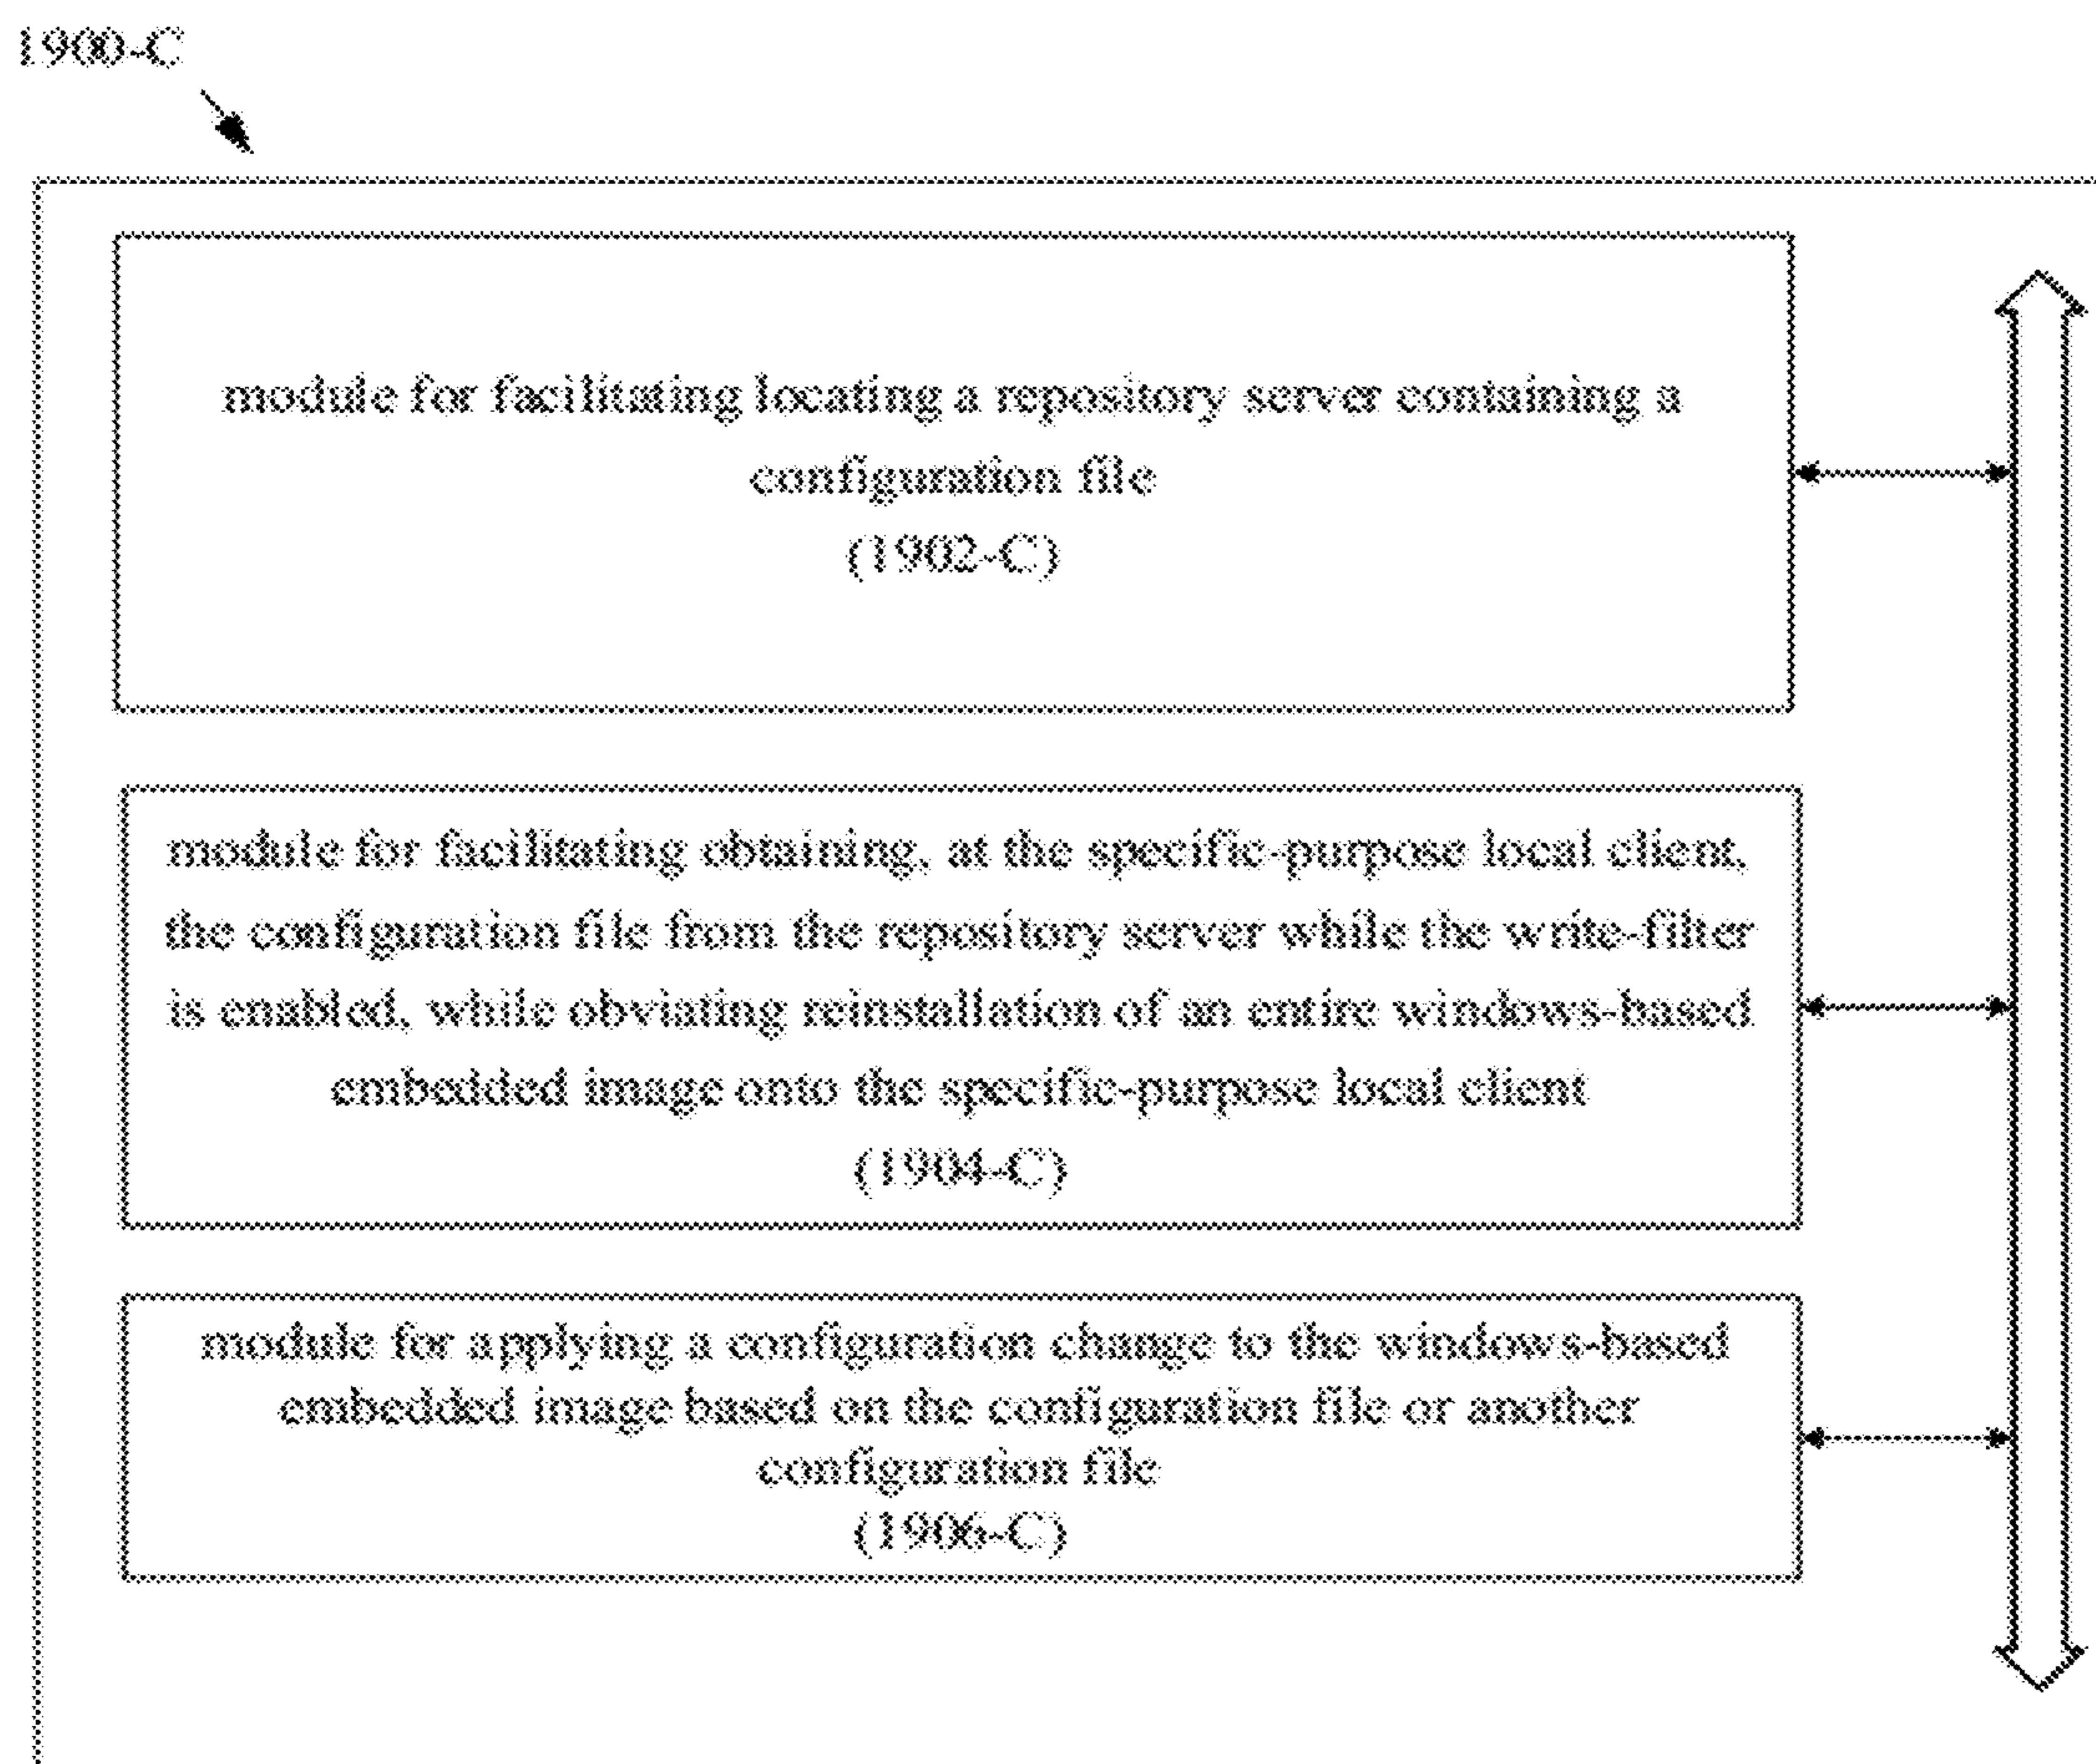 1900-C
module for facilitating locating a repository server containing a
configuration file
(1902-C)
module for facilitating obtaining, at the specific-purpose local client,
the configuration file from the repository server while the write-filter
is enabled, while obviating reinstallation of an entire windows-based
embedded image onto the specific-purpose local client
(1904-C)
module for applying a configuration change to the windows-based
embedded image based on the configuration file or another
configuration file
(1906-C)